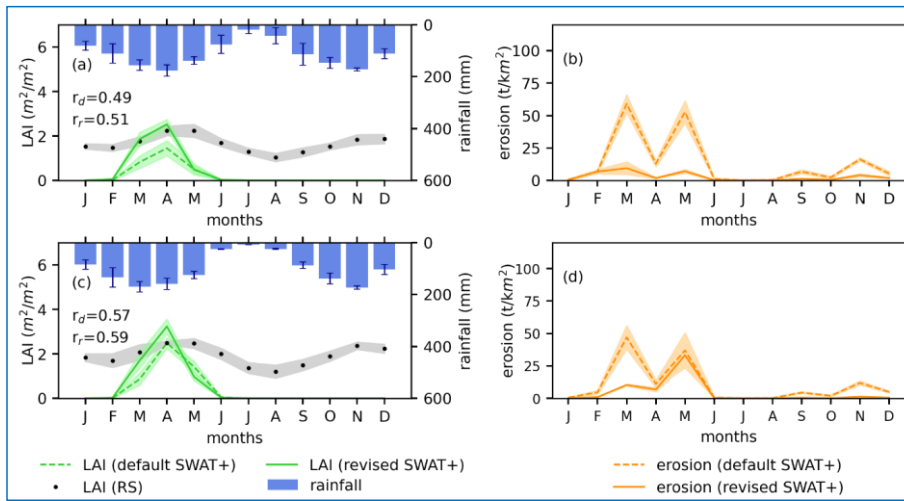 6
4
2
0
LAI (m²/m²)
(a)
r_d=0.49
r_r=0.51
0
200
400
600
rainfall (mm)
J F M A M J J A S O N D
months
100
75
50
25
0
erosion (t/km²)
(b)
J F M A M J J A S O N D
months
6
4
2
0
LAI (m²/m²)
(c)
r_d=0.57
r_r=0.59
0
200
400
600
rainfall (mm)
J F M A M J J A S O N D
months
100
75
50
25
0
erosion (t/km²)
(d)
J F M A M J J A S O N D
months
LAI (default SWAT+)
LAI (revised SWAT+)
erosion (default SWAT+)
LAI (RS)
rainfall
erosion (revised SWAT+)